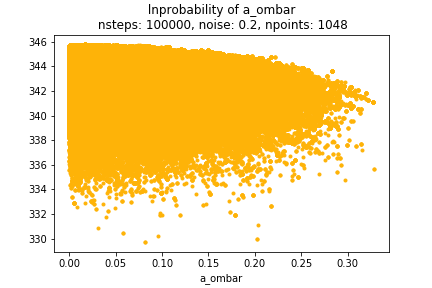 lnprobability of a_ombar
nsteps: 100000, noise: 0.2, npoints: 1048
346
344
342
340
338
336
334
332
330
0.00 0.05 0.10 0.15 0.20 0.25 0.30
a_ombar